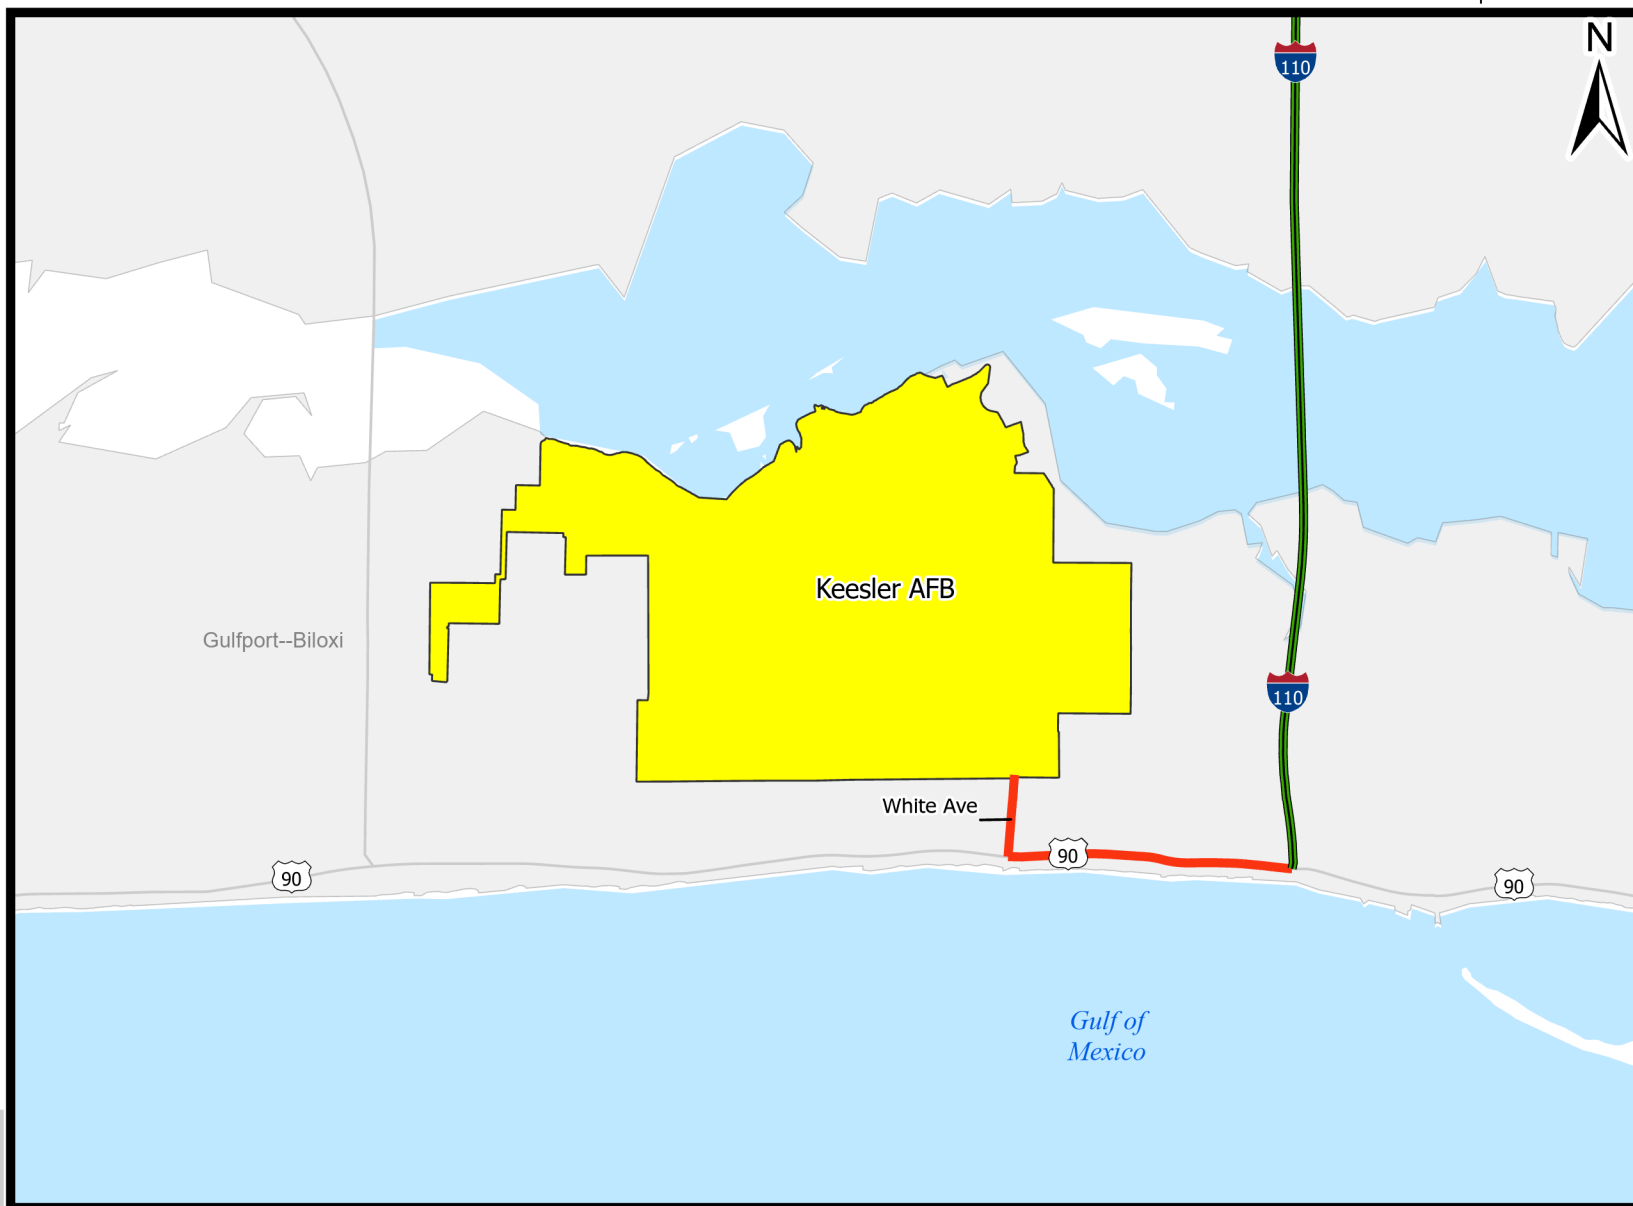 N
110
Keesler AFB
Gulfport--Biloxi
110
White Ave
90
90
90
Gulf of
Mexico